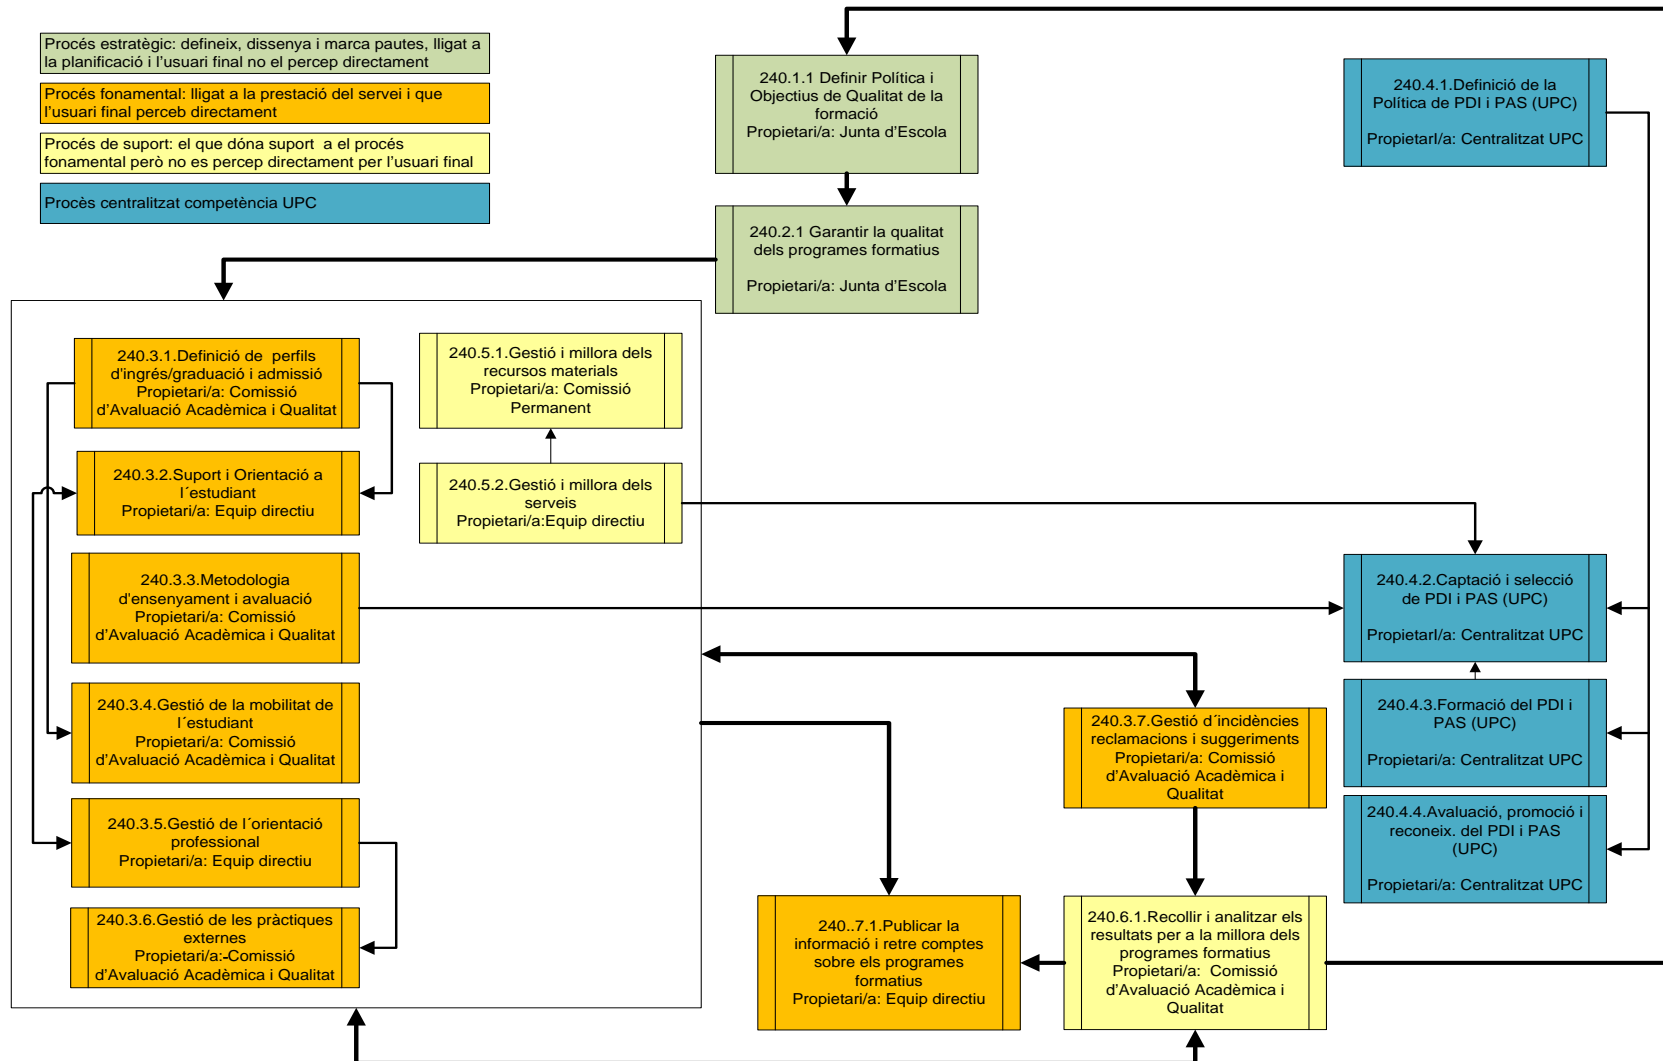 Procés estratègic: defineix, dissenya i marca pautes, lligat a
la planificació i l'usuari final no el percep directament
Procés fonamental: lligat a la prestació del servei i que
l'usuari final perceb directament
Procés de suport: el que dóna suport  a el procés
fonamental però no es percep directament per l'usuari final
Procès centralitzat competència UPC
240.1.1 Definir Política i
Objectius de Qualitat de la
formació
Propietari/a: Junta d'Escola
240.4.1.Definició de la
Política de PDI i PAS (UPC)
Propietari/a: Centralitzat UPC
240.2.1 Garantir la qualitat
dels programes formatius
Propietari/a: Junta d'Escola
240.3.1.Definició de  perfils
d'ingrés/graduació i admissió
Propietari/a: Comissió
d'Avaluació Acadèmica i Qualitat
240.5.1.Gestió i millora dels
recursos materials
Propietari/a: Comissió
Permanent
240.3.2.Suport i Orientació a
l´estudiant
Propietari/a: Equip directiu
240.5.2.Gestió i millora dels
serveis
Propietari/a:Equip directiu
240.3.3.Metodologia
d'ensenyament i avaluació
Propietari/a: Comissió
d'Avaluació Acadèmica i Qualitat
240.4.2.Captació i selecció
de PDI i PAS (UPC)
Propietarl/a: Centralitzat UPC
240.3.4.Gestió de la mobilitat de
l´estudiant
Propietari/a: Comissió
d'Avaluació Acadèmica i Qualitat
240.3.7.Gestió d´incidències
reclamacions i suggeriments
Propietari/a: Comissió
d'Avaluació Acadèmica i
Qualitat
240.4.3.Formació del PDI i
PAS (UPC)
Propietari/a: Centralitzat UPC
240.3.5.Gestió de l´orientació
professional
Propietari/a: Equip directiu
240.4.4.Avaluació, promoció i
reconeix. del PDI i PAS
(UPC)
Propietari/a: Centralitzat UPC
240.3.6.Gestió de les pràctiques
externes
Propietari/a:-Comissió
d'Avaluació Acadèmica i Qualitat
240..7.1.Publicar la
informació i retre comptes
sobre els programes
formatius
Propietari/a: Equip directiu
240.6.1.Recollir i analitzar els
resultats per a la millora dels
programes formatius
Propietari/a:  Comissió
d'Avaluació Acadèmica i
Qualitat